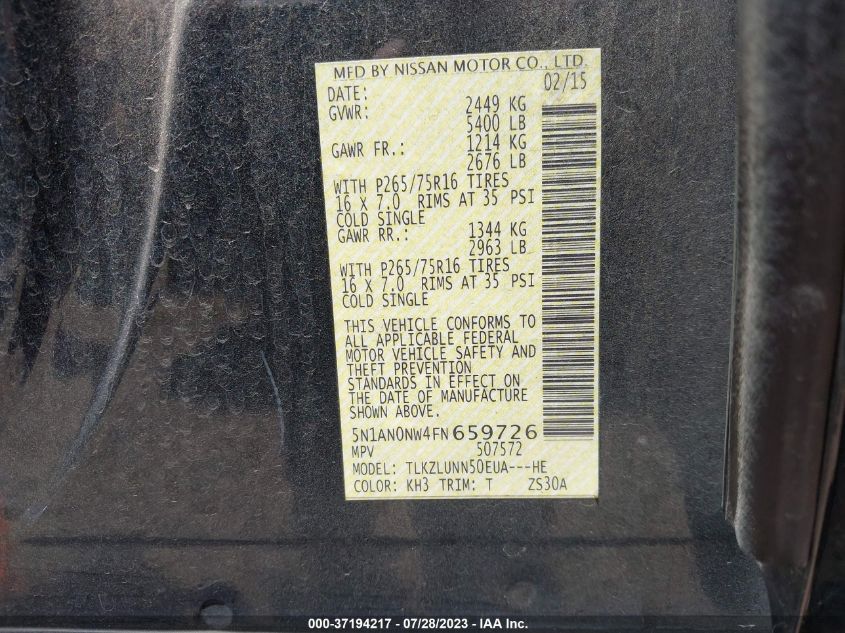 MFD BY NISSAN MOTOR CO., LTD.
DATE: 02/15
GVWR: 2449 KG
5400 LB
GAWR FR.: 1214 KG
2676 LB
WITH P265/75R16 TIRES
16 X 7.0 RIMS AT 35 PSI
COLD SINGLE
GAWR RR.: 1344 KG
2963 LB
WITH P265/75R16 TIRES
16 X 7.0 RIMS AT 35 PSI
COLD SINGLE
THIS VEHICLE CONFORMS TO
ALL APPLICABLE FEDERAL
MOTOR VEHICLE SAFETY AND
THEFT PREVENTION
STANDARDS IN EFFECT ON
THE DATE OF MANUFACTURE
SHOWN ABOVE.
5N1AN0NW4FN659726
MPV 507572
MODEL: TLKZLUNN50EUA---HE
COLOR: KH3 TRIM: T ZS30A
000-37194217 - 07/28/2023 - IAA Inc.